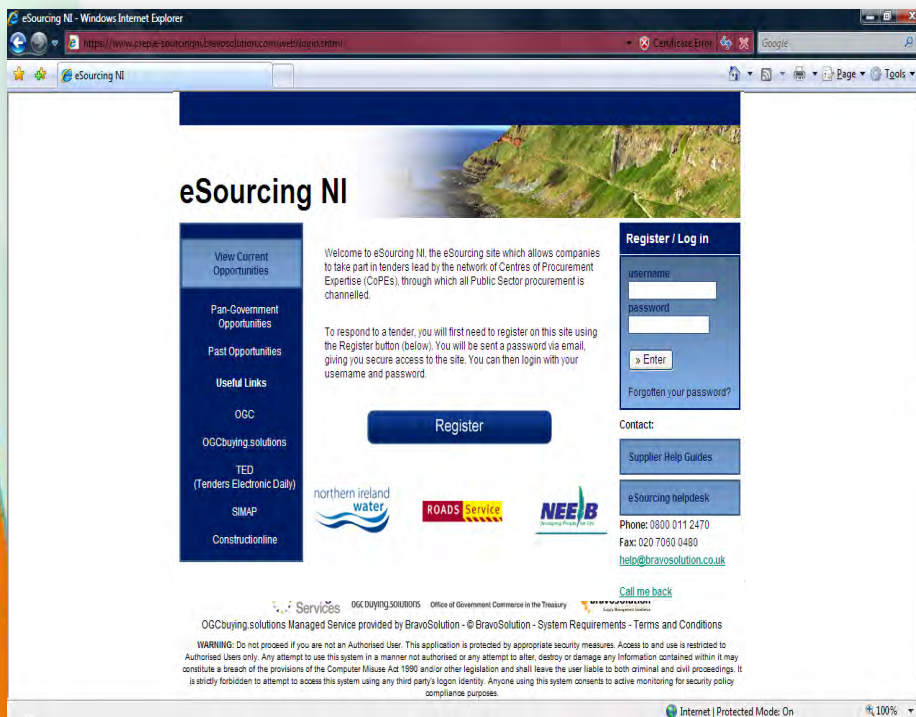 eSourcing NI - Windows Internet Explorer
https://www.prep.e-sourcingni.bravosolution.com/web/login.shtml
Certificate Error
Google
eSourcing NI
Page
Tools
eSourcing NI
View Current
Opportunities
Pan-Government
Opportunities
Past Opportunities
Useful Links
OGC
OGCbuying.solutions
TED
(Tenders Electronic Daily)
SIMAP
Constructionline
Welcome to eSourcing NI, the eSourcing site which allows companies
to take part in tenders lead by the network of Centres of Procurement
Expertise (CoPEs), through which all Public Sector procurement is
channelled.
To respond to a tender, you will first need to register on this site using
the Register button (below). You will be sent a password via email,
giving you secure access to the site. You can then login with your
username and password.
Register
northern ireland
water
ROADS Service
NEELB
Register / Log in
username
password
» Enter
Forgotten your password?
Contact:
Supplier Help Guides
eSourcing helpdesk
Phone: 0800 011 2470
Fax: 020 7060 0480
help@bravosolution.co.uk
Call me back
Services
OGCbuying.solutions
Office of Government Commerce in the Treasury
bravosolution
OGCbuying.solutions Managed Service provided by BravoSolution - © BravoSolution - System Requirements - Terms and Conditions
WARNING: Do not proceed if you are not an Authorised User. This application is protected by appropriate security measures. Access to and use is restricted to
Authorised Users only. Any attempt to use this system in a manner not authorised or any attempt to alter, destroy or damage any Information contained within it may
constitute a breach of the provisions of the Computer Misuse Act 1990 and/or other legislation and shall leave the user liable to both criminal and civil proceedings. It
is strictly forbidden to attempt to access this system using any third party's logon identity. Anyone using this system consents to active monitoring for security policy
compliance purposes.
Internet | Protected Mode: On
100%